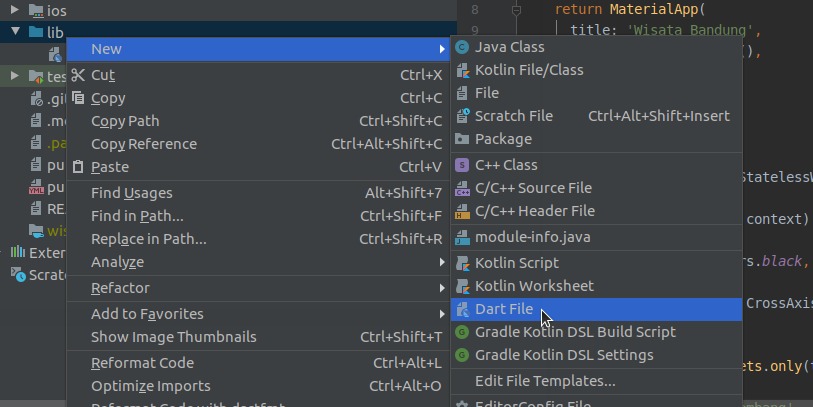 ios
lib
tes
.gi
.me
.pa
pu
pu
REA
wis
Exter
Scrato
New
Cut Ctrl+X
Copy Ctrl+C
Copy Path Ctrl+Shift+C
Copy Reference Ctrl+Alt+Shift+C
Paste Ctrl+V
Find Usages Alt+Shift+7
Find in Path... Ctrl+Shift+F
Replace in Path... Ctrl+Shift+R
Analyze
Refactor
Add to Favorites
Show Image Thumbnails Ctrl+Shift+T
Reformat Code Ctrl+Alt+L
Optimize Imports Ctrl+Alt+O
Reformat Code with dartfmt
Java Class
Kotlin File/Class
File
Scratch File Ctrl+Alt+Shift+Insert
Package
C++ Class
C/C++ Source File
C/C++ Header File
module-info.java
Kotlin Script
Kotlin Worksheet
Dart File
Gradle Kotlin DSL Build Script
Gradle Kotlin DSL Settings
Edit File Templates...
EditorConfig File
8 return MaterialApp(
9 title: 'Wisata Bandung',
(),
StatelessW
context)
rs.black,
CrossAxis
ets.only(